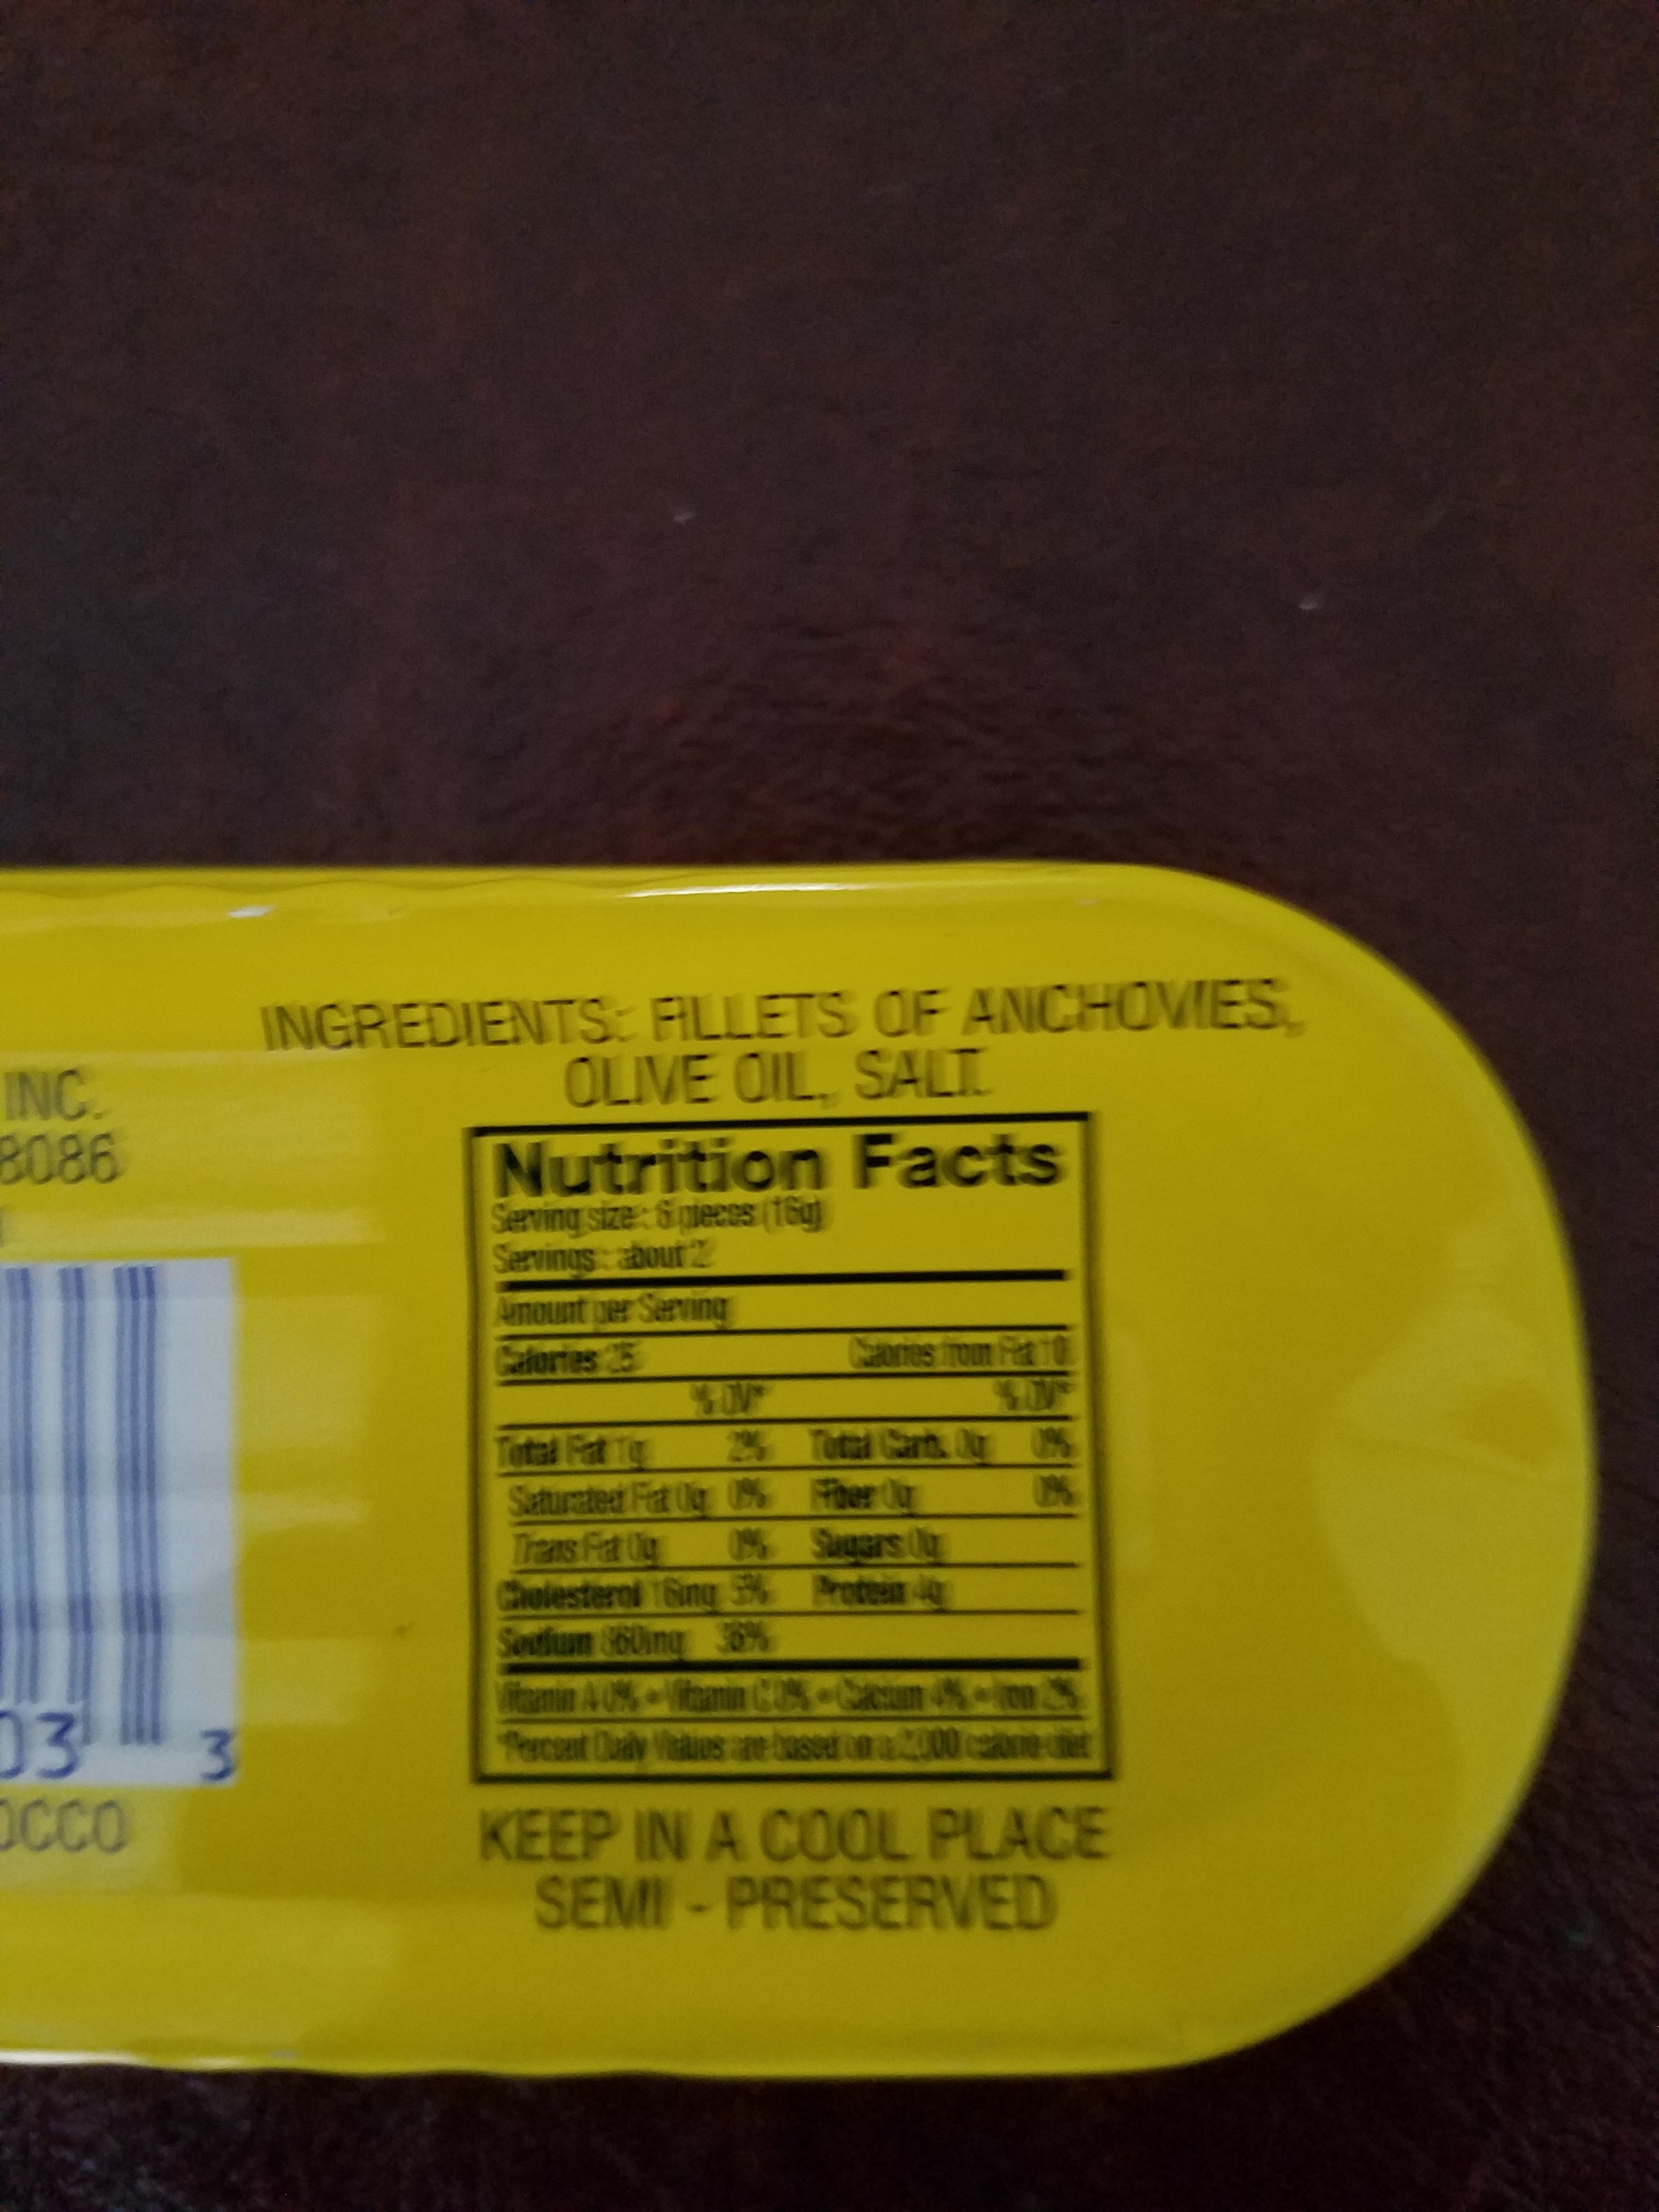 INGREDIENTS: FILLETS OF ANCHOVIES,
OLIVE OIL, SALT.
INC.
8086
Nutrition Facts
Serving size: 6 pieces (16g)
Servings: about 2
Amount per Serving
Calories 25 Calories from Fat 10
% DV* % DV*
Total Fat 1g 2% Total Carb. 0g 0%
Saturated Fat 0g 0% Fiber 0g 0%
Trans Fat 0g 0% Sugars 0g
Cholesterol 16mg 5% Protein 4g
Sodium 860mg 36%
Vitamin A 0% • Vitamin C 0% • Calcium 4% • Iron 2%
*Percent Daily Values are based on a 2,000 calorie diet
03 3
OCCO
KEEP IN A COOL PLACE
SEMI - PRESERVED